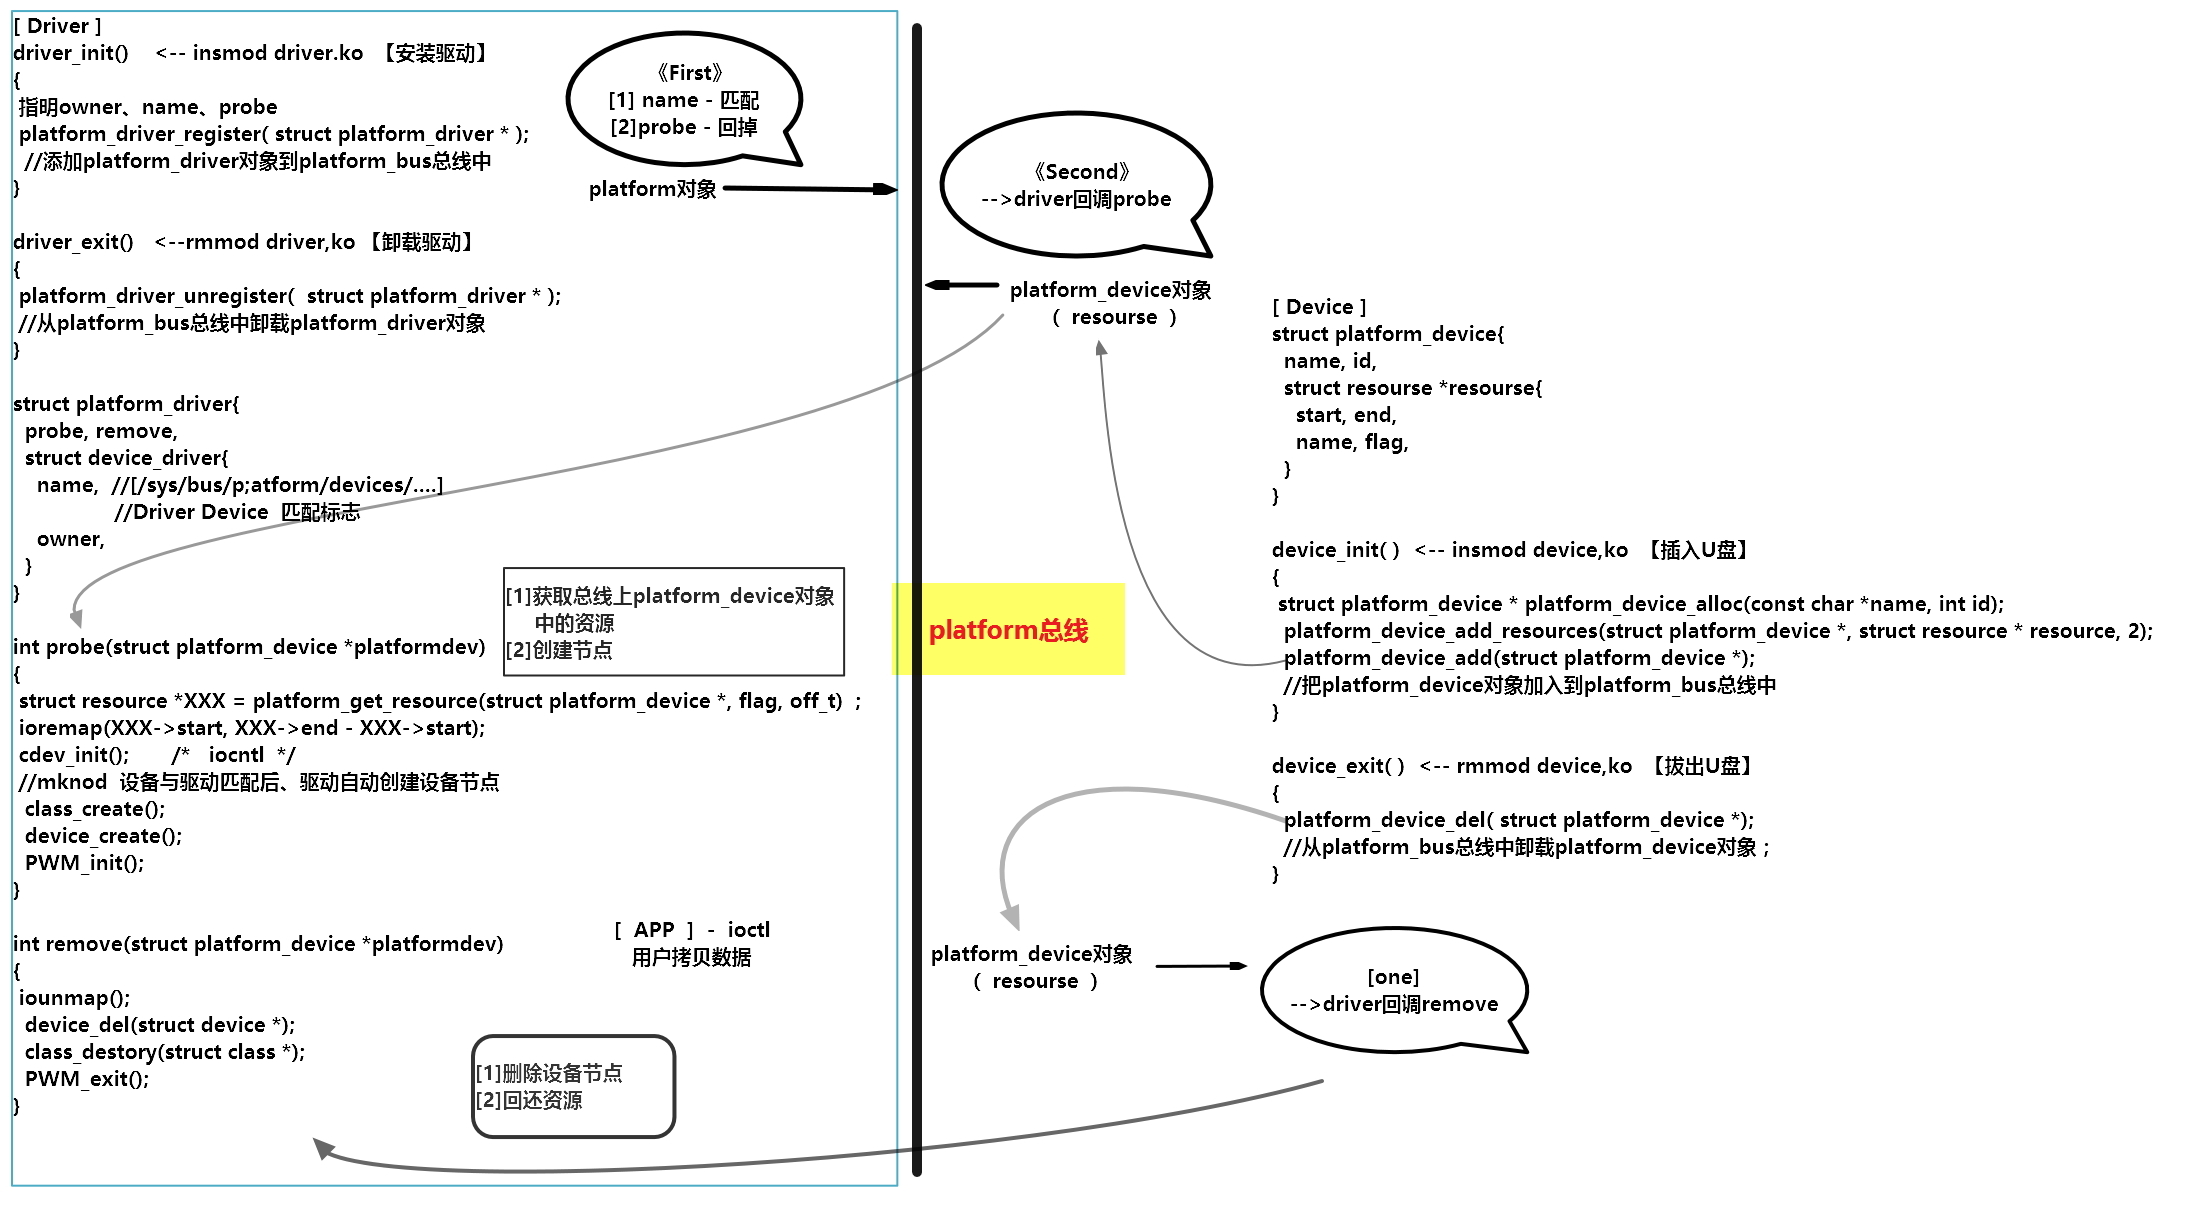 [ Driver ]
driver_init()    <-- insmod driver.ko  【安装驱动】
{
指明owner、name、probe
platform_driver_register( struct platform_driver * );
//添加platform_driver对象到platform_bus总线中
}
driver_exit()   <--rmmod driver,ko 【卸载驱动】
{
platform_driver_unregister(  struct platform_driver * );
//从platform_bus总线中卸载platform_driver对象
}
struct platform_driver{
probe, remove,
struct device_driver{
name,  //[/sys/bus/p;atform/devices/....]
//Driver Device  匹配标志
owner,
}
}
int probe(struct platform_device *platformdev)
{
struct resource *XXX = platform_get_resource(struct platform_device *, flag, off_t)  ;
ioremap(XXX->start, XXX->end - XXX->start);
cdev_init();       /*   iocntl  */
//mknod  设备与驱动匹配后、驱动自动创建设备节点
class_create();
device_create();
PWM_init();
}
int remove(struct platform_device *platformdev)
{
iounmap();
device_del(struct device *);
class_destory(struct class *);
PWM_exit();
}
《First》
[1] name - 匹配
[2]probe - 回掉
platform对象
[1]获取总线上platform_device对象
中的资源
[2]创建节点
[  APP  ]  -  ioctl
用户拷贝数据
[1]删除设备节点
[2]回还资源
《Second》
-->driver回调probe
platform_device对象
(  resourse  )
platform总线
[ Device ]
struct platform_device{
name, id,
struct resourse *resourse{
start, end,
name, flag,
}
}
device_init( )  <-- insmod device,ko  【插入U盘】
{
struct platform_device * platform_device_alloc(const char *name, int id);
platform_device_add_resources(struct platform_device *, struct resource * resource, 2);
platform_device_add(struct platform_device *);
//把platform_device对象加入到platform_bus总线中
}
device_exit( )  <-- rmmod device,ko  【拔出U盘】
{
platform_device_del( struct platform_device *);
//从platform_bus总线中卸载platform_device对象 ;
}
platform_device对象
(  resourse  )
[one]
-->driver回调remove